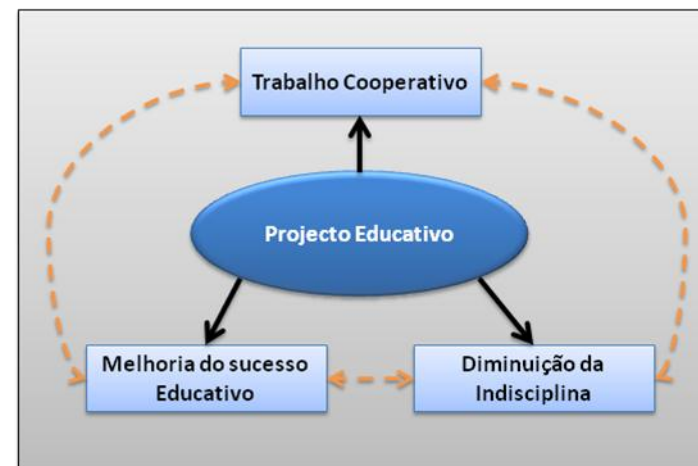 Trabalho Cooperativo
Projecto Educativo
Melhoria do sucesso
Educativo
Diminuição da
Indisciplina